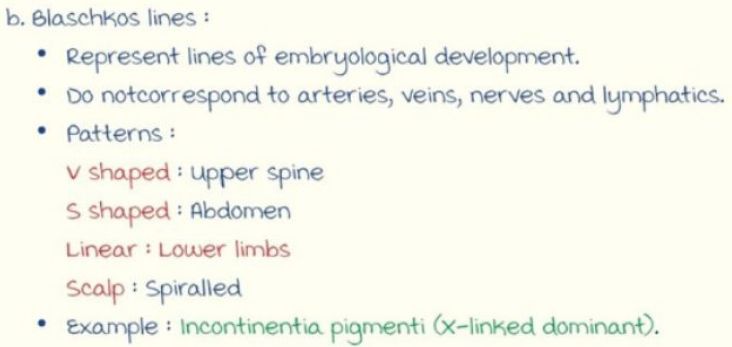 b. Blaschkos lines :
• Represent lines of embryological development.
• Do notcorrespond to arteries, veins, nerves and lymphatics.
• Patterns :
V shaped : Upper spine
S shaped : Abdomen
Linear : Lower limbs
Scalp : Spiralled
• Example : Incontinentia pigmenti (X-linked dominant).